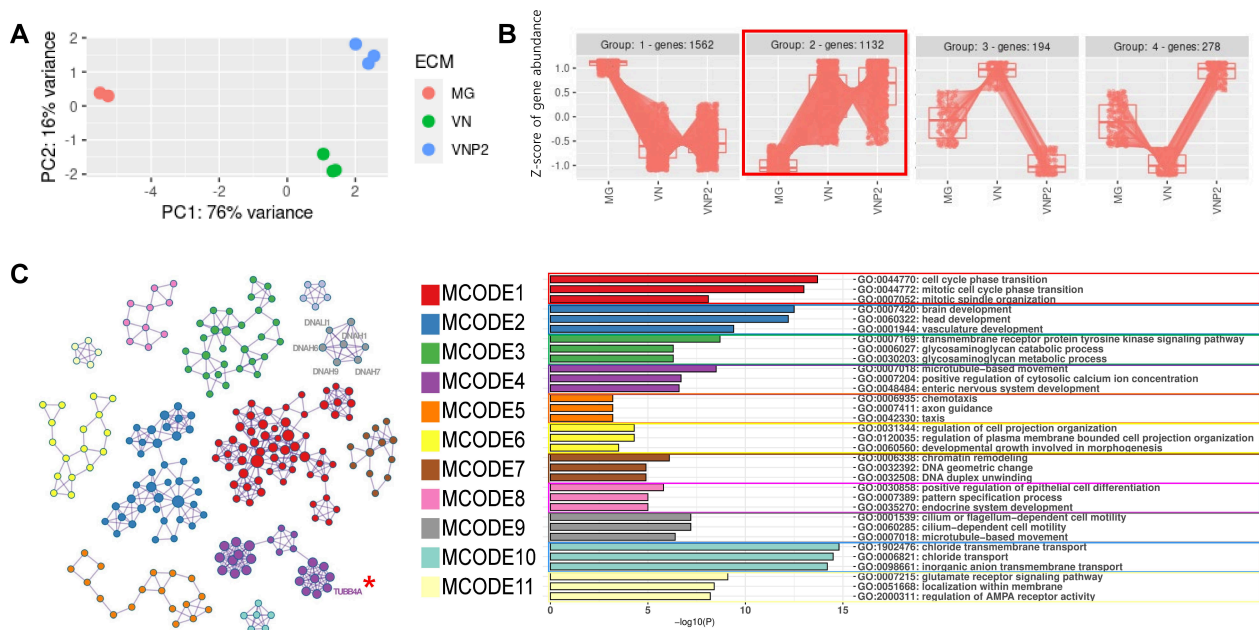 A
PC2: 16% variance
2
1
0
-1
-2
-4
-2
0
2
PC1: 76% variance
ECM
MG
VN
VNP2
B
Z-score of gene abundance
1.0
0.5
0.0
-0.5
-1.0
Group: 1 - genes: 1562
Group: 2 - genes: 1132
Group: 3 - genes: 194
Group: 4 - genes: 278
MG
VN
VNP2
MG
VN
VNP2
MG
VN
VNP2
MG
VN
VNP2
C
DNALI1
DNAH1
DNAH6
DNAH9
DNAH7
TUBB4A
*
MCODE1
MCODE2
MCODE3
MCODE4
MCODE5
MCODE6
MCODE7
MCODE8
MCODE9
MCODE10
MCODE11
GO:0044770: cell cycle phase transition
GO:0044772: mitotic cell cycle phase transition
GO:0007052: mitotic spindle organization
GO:0007420: brain development
GO:0060322: head development
GO:0001944: vasculature development
GO:0007169: transmembrane receptor protein tyrosine kinase signaling pathway
GO:0006027: glycosaminoglycan catabolic process
GO:0030203: glycosaminoglycan metabolic process
GO:0007018: microtubule-based movement
GO:0007204: positive regulation of cytosolic calcium ion concentration
GO:0048484: enteric nervous system development
GO:0006935: chemotaxis
GO:0007411: axon guidance
GO:0042330: taxis
GO:0031344: regulation of cell projection organization
GO:0120035: regulation of plasma membrane bounded cell projection organization
GO:0060560: developmental growth involved in morphogenesis
GO:0006338: chromatin remodeling
GO:0032392: DNA geometric change
GO:0032508: DNA duplex unwinding
GO:0030858: positive regulation of epithelial cell differentiation
GO:0007389: pattern specification process
GO:0035270: endocrine system development
GO:0001539: cilium or flagellum-dependent cell motility
GO:0060285: cilium-dependent cell motility
GO:0007018: microtubule-based movement
GO:1902476: chloride transmembrane transport
GO:0006821: chloride transport
GO:0098661: inorganic anion transmembrane transport
GO:0007215: glutamate receptor signaling pathway
GO:0051668: localization within membrane
GO:2000311: regulation of AMPA receptor activity
0
5
10
15
-log10(P)